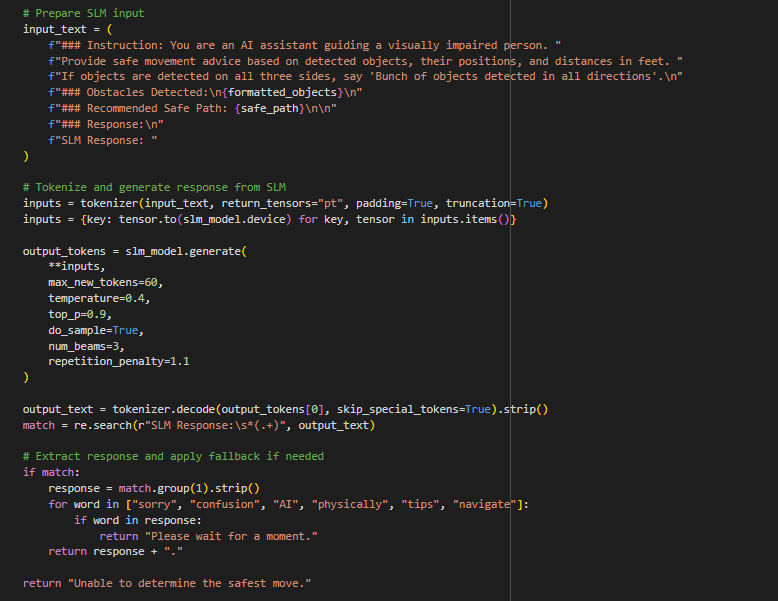 # Prepare SLM input
input_text = (
    f"### Instruction: You are an AI assistant guiding a visually impaired person. "
    f"Provide safe movement advice based on detected objects, their positions, and distances in feet. "
    f"If objects are detected on all three sides, say 'Bunch of objects detected in all directions'.\n"
    f"### Obstacles Detected:\n{formatted_objects}\n"
    f"### Recommended Safe Path: {safe_path}\n\n"
    f"### Response:\n"
    f"SLM Response: "
)

# Tokenize and generate response from SLM
inputs = tokenizer(input_text, return_tensors="pt", padding=True, truncation=True)
inputs = {key: tensor.to(slm_model.device) for key, tensor in inputs.items()}

output_tokens = slm_model.generate(
    **inputs,
    max_new_tokens=60,
    temperature=0.4,
    top_p=0.9,
    do_sample=True,
    num_beams=3,
    repetition_penalty=1.1
)

output_text = tokenizer.decode(output_tokens[0], skip_special_tokens=True).strip()
match = re.search(r"SLM Response:\s*(.+)", output_text)

# Extract response and apply fallback if needed
if match:
    response = match.group(1).strip()
    for word in ["sorry", "confusion", "AI", "physically", "tips", "navigate"]:
        if word in response:
            return "Please wait for a moment."
    return response + "."

return "Unable to determine the safest move."